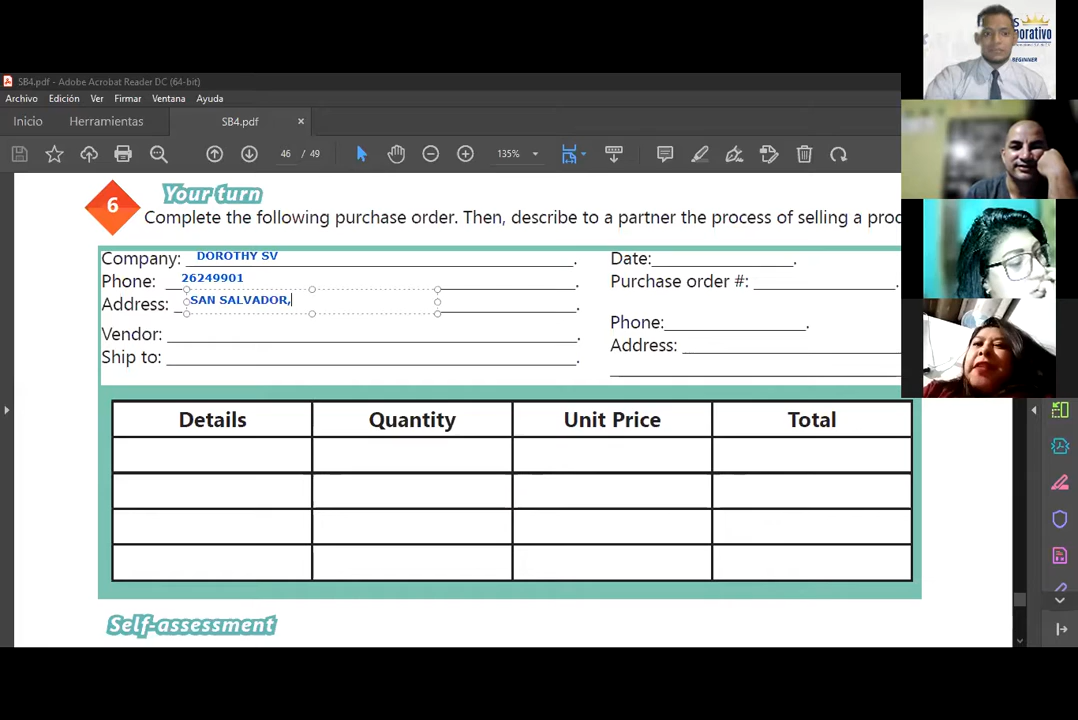 SB4.pdf - Adobe Acrobat Reader DC (64-bit)
Archivo Edición Ver Firmar Ventana Ayuda
Inicio Herramientas SB4.pdf ×
46 / 49 135%
6 Your turn
Complete the following purchase order. Then, describe to a partner the process of selling a
Company: DOROTHY SV . Date: .
Phone: 26249901 . Purchase order #: .
Address: SAN SALVADOR, .
Phone: .
Vendor: . Address:
Ship to: .
Details Quantity Unit Price Total
Self-assessment
BEGINNER